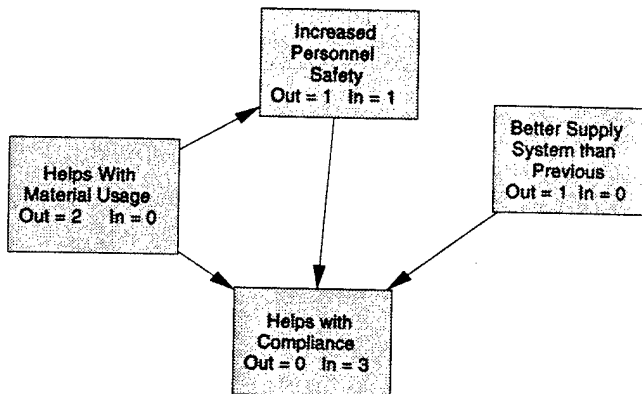 Increased
Personnel
Safety
Out = 1 In = 1
Better Supply
System than
Previous
Out = 1 In = 0
Helps With
Material Usage
Out = 2 In = 0
Helps with
Compliance
Out = 0 In = 3